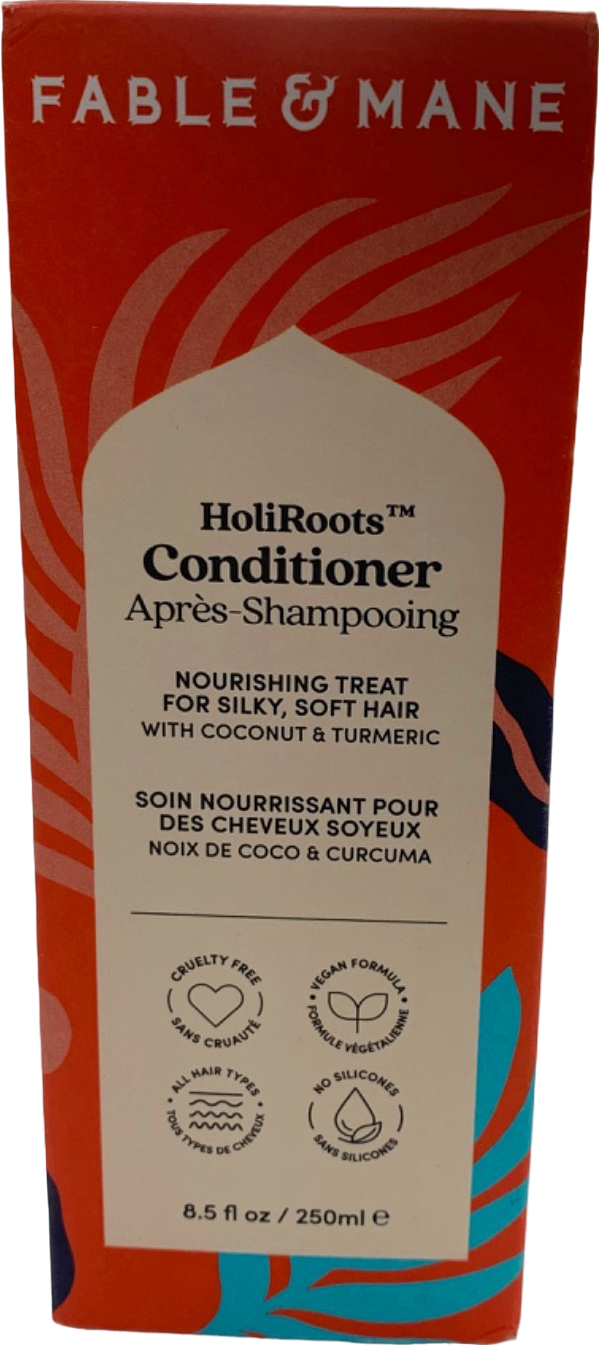 FABLE & MANE
HoliRoots™
Conditioner
Après-Shampooing
NOURISHING TREAT
FOR SILKY, SOFT HAIR
WITH COCONUT & TURMERIC
SOIN NOURRISSANT POUR
DES CHEVEUX SOYEUX
NOIX DE COCO & CURCUMA
CRUELTY FREE
SANS CRUAUTÉ
• VEGAN FORMULA •
FORMULE VÉGÉTALIENNE
• ALL HAIR TYPES •
TOUS TYPES DE CHEVEUX
NO SILICONES
SANS SILICONES
8.5 fl oz / 250ml ℮